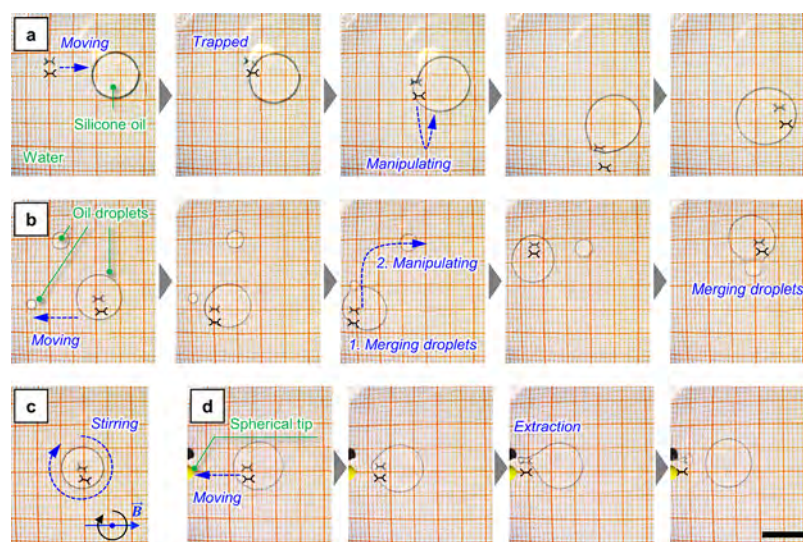 a
Moving
Trapped
Silicone oil
Water
Manipulating
b
Oil droplets
Moving
2. Manipulating
1. Merging droplets
Merging droplets
c
Stirring
B
d
Spherical tip
Moving
Extraction